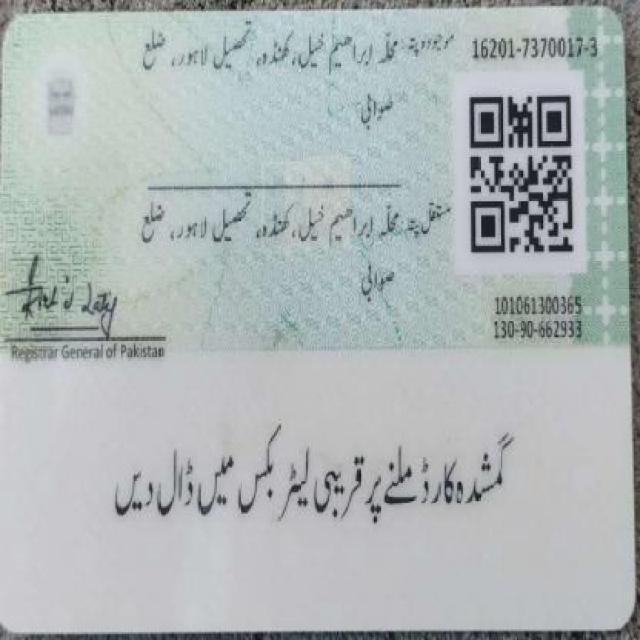 16201-7370017-3
موجودہ پتہ: محلہ ابراھیم خیل، کھنڈہ، تحصیل لاہور، ضلع
صوابی
مستقل پتہ: محلہ ابراھیم خیل، کھنڈہ، تحصیل لاہور، ضلع
صوابی
101061300365
130-90-662933
Registrar General of Pakistan
گمشدہ کارڈ ملنے پر قریبی لیٹر بکس میں ڈال دیں